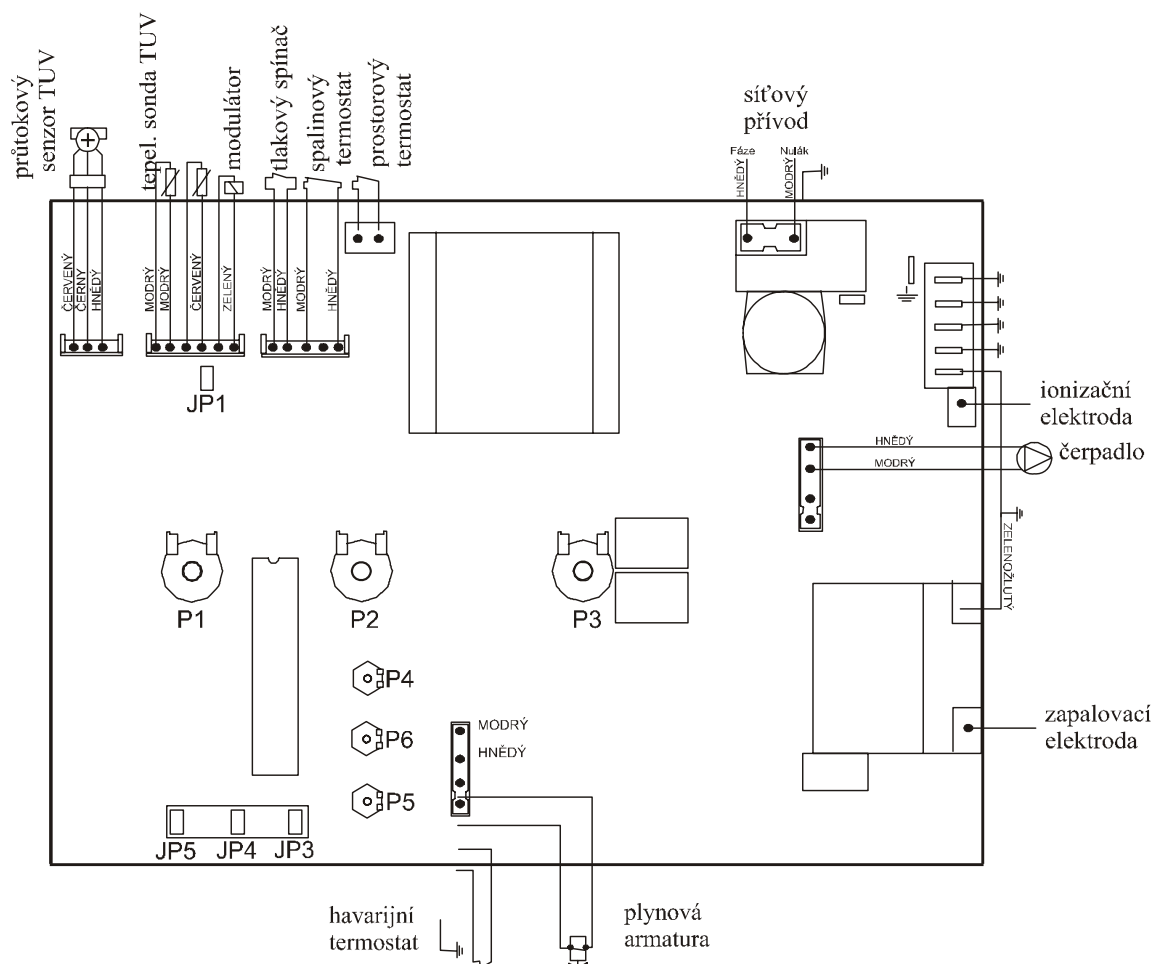 průtokový
senzor TUV
tepel. sonda TUV
modulátor
tlakový spínač
spalinový
termostat
prostorový
termostat
síťový
přívod
Fáze
Nulák
HNĚDÝ
MODRÝ
ČERVENÝ
ČERNÝ
HNĚDÝ
MODRÝ
MODRÝ
ČERVENÝ
ZELENÝ
MODRÝ
HNĚDÝ
MODRÝ
HNĚDÝ
JP1
ionizační
elektroda
HNĚDÝ
MODRÝ
čerpadlo
ZELENOŽLUTÝ
P1
P2
P3
P4
P6
P5
MODRÝ
HNĚDÝ
zapalovací
elektroda
JP5
JP4
JP3
havarijní
termostat
plynová
armatura